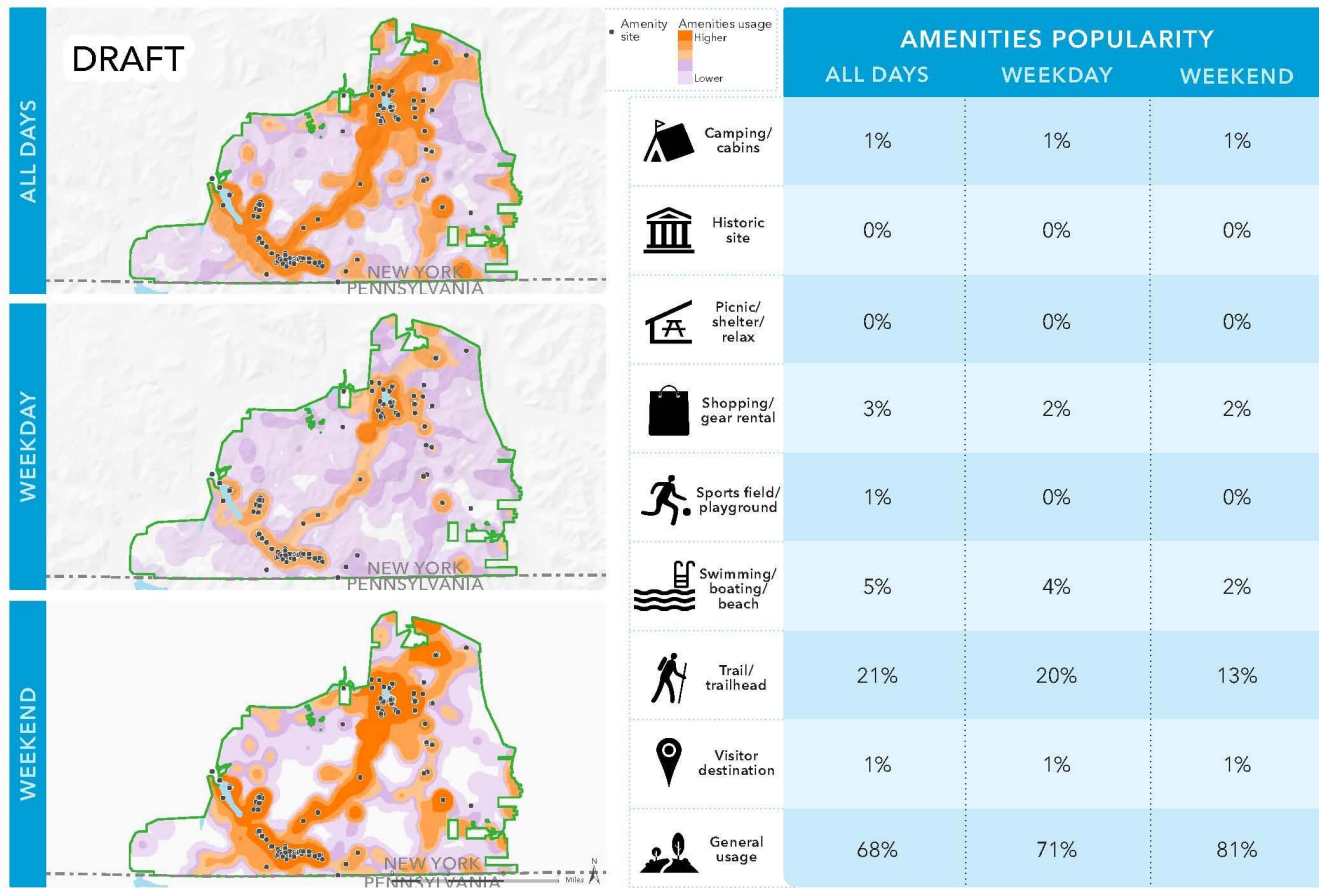 DRAFT
ALL DAYS
NEW YORK
PENNSYLVANIA
WEEKDAY
NEW YORK
PENNSYLVANIA
WEEKEND
NEW YORK
PENNSYLVANIA
Miles
N
Amenity
site
Amenities usage
Higher
Lower
AMENITIES POPULARITY
ALL DAYS WEEKDAY WEEKEND
Camping/
cabins
1% 1% 1%
Historic
site
0% 0% 0%
Picnic/
shelter/
relax
0% 0% 0%
Shopping/
gear rental
3% 2% 2%
Sports field/
playground
1% 0% 0%
Swimming/
boating/
beach
5% 4% 2%
Trail/
trailhead
21% 20% 13%
Visitor
destination
1% 1% 1%
General
usage
68% 71% 81%